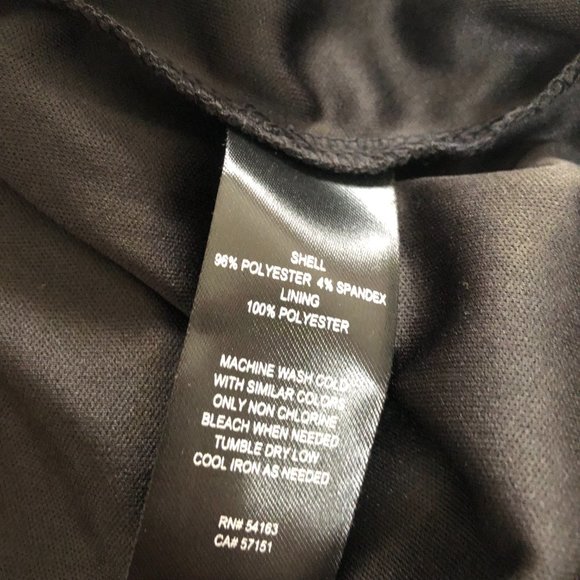 SHELL
96% POLYESTER 4% SPANDEX
LINING
100% POLYESTER
MACHINE WASH COLD
WITH SIMILAR COLORS
ONLY NON CHLORINE
BLEACH WHEN NEEDED
TUMBLE DRY LOW
COOL IRON AS NEEDED
RN# 54163
CA# 57151